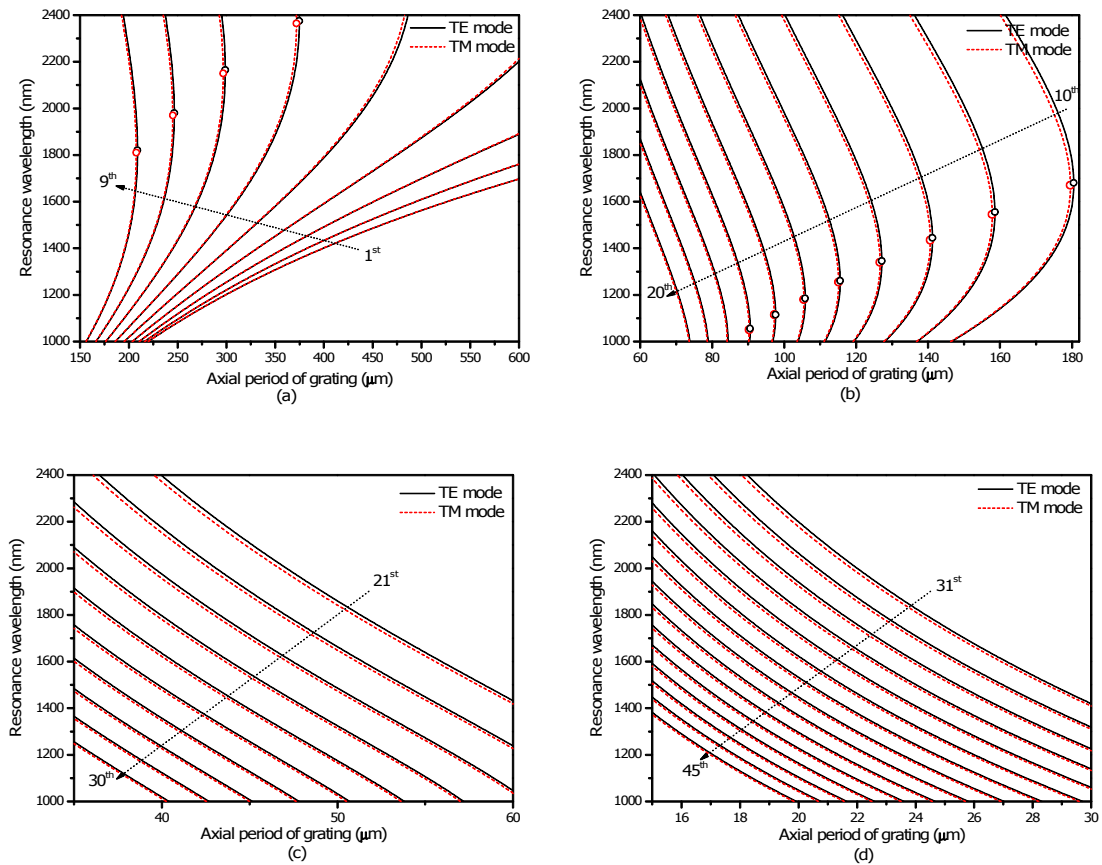 2400
2200
2000
1800
1600
1400
1200
1000
Resonance wavelength (nm)
TE mode
TM mode
9th
1st
150 200 250 300 350 400 450 500 550 600
Axial period of grating (μm)
(a)
2400
2200
2000
1800
1600
1400
1200
1000
Resonance wavelength (nm)
TE mode
TM mode
10th
20th
60 80 100 120 140 160 180
Axial period of grating (μm)
(b)
2400
2200
2000
1800
1600
1400
1200
1000
Resonance wavelength (nm)
TE mode
TM mode
21st
30th
40 50 60
Axial period of grating (μm)
(c)
2400
2200
2000
1800
1600
1400
1200
1000
Resonance wavelength (nm)
TE mode
TM mode
31st
45th
16 18 20 22 24 26 28 30
Axial period of grating (μm)
(d)